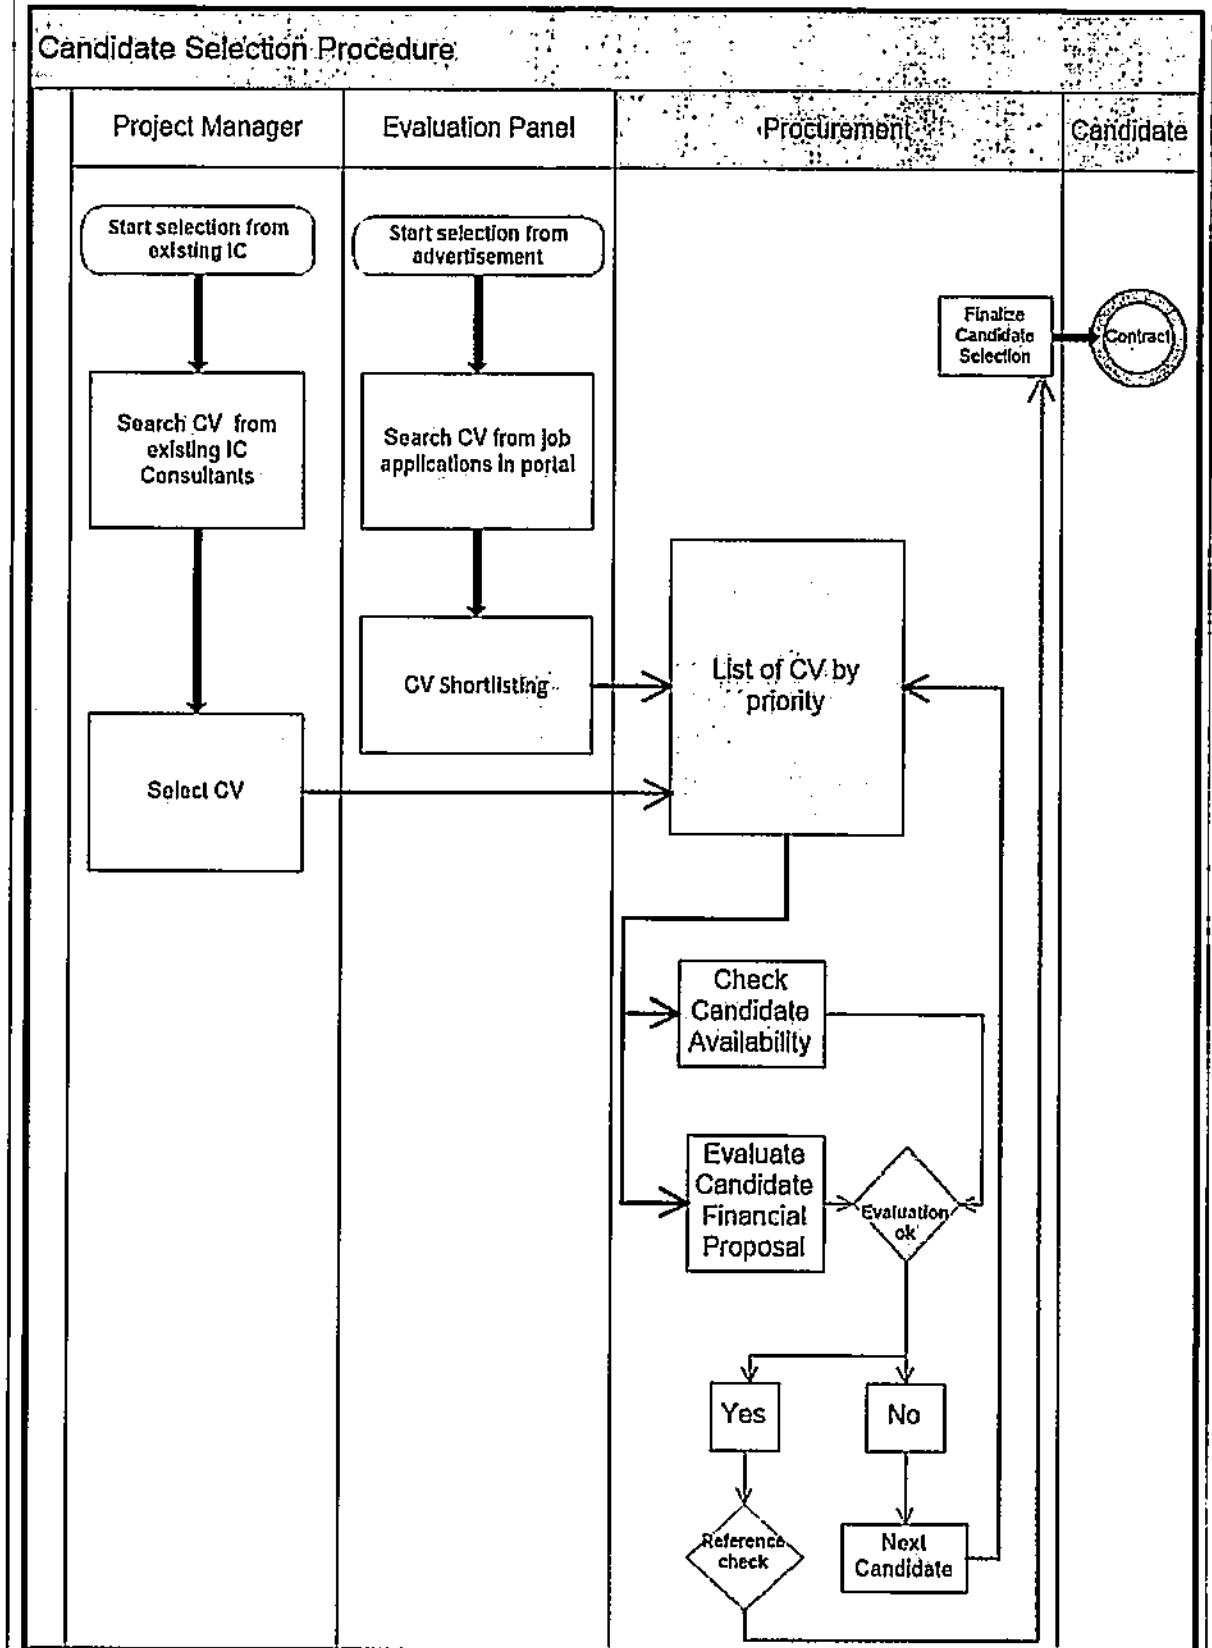 Candidate Selection Procedure
Project Manager
Evaluation Panel
Procurement
Candidate
Start selection from
existing IC
Start selection from
advertisement
Finalize
Candidate
Selection
Contract
Search CV from
existing IC
Consultants
Search CV from job
applications in portal
CV Shortlisting
List of CV by
priority
Select CV
Check
Candidate
Availability
Evaluate
Candidate
Financial
Proposal
Evaluation
ok
Yes
No
Reference
check
Next
Candidate